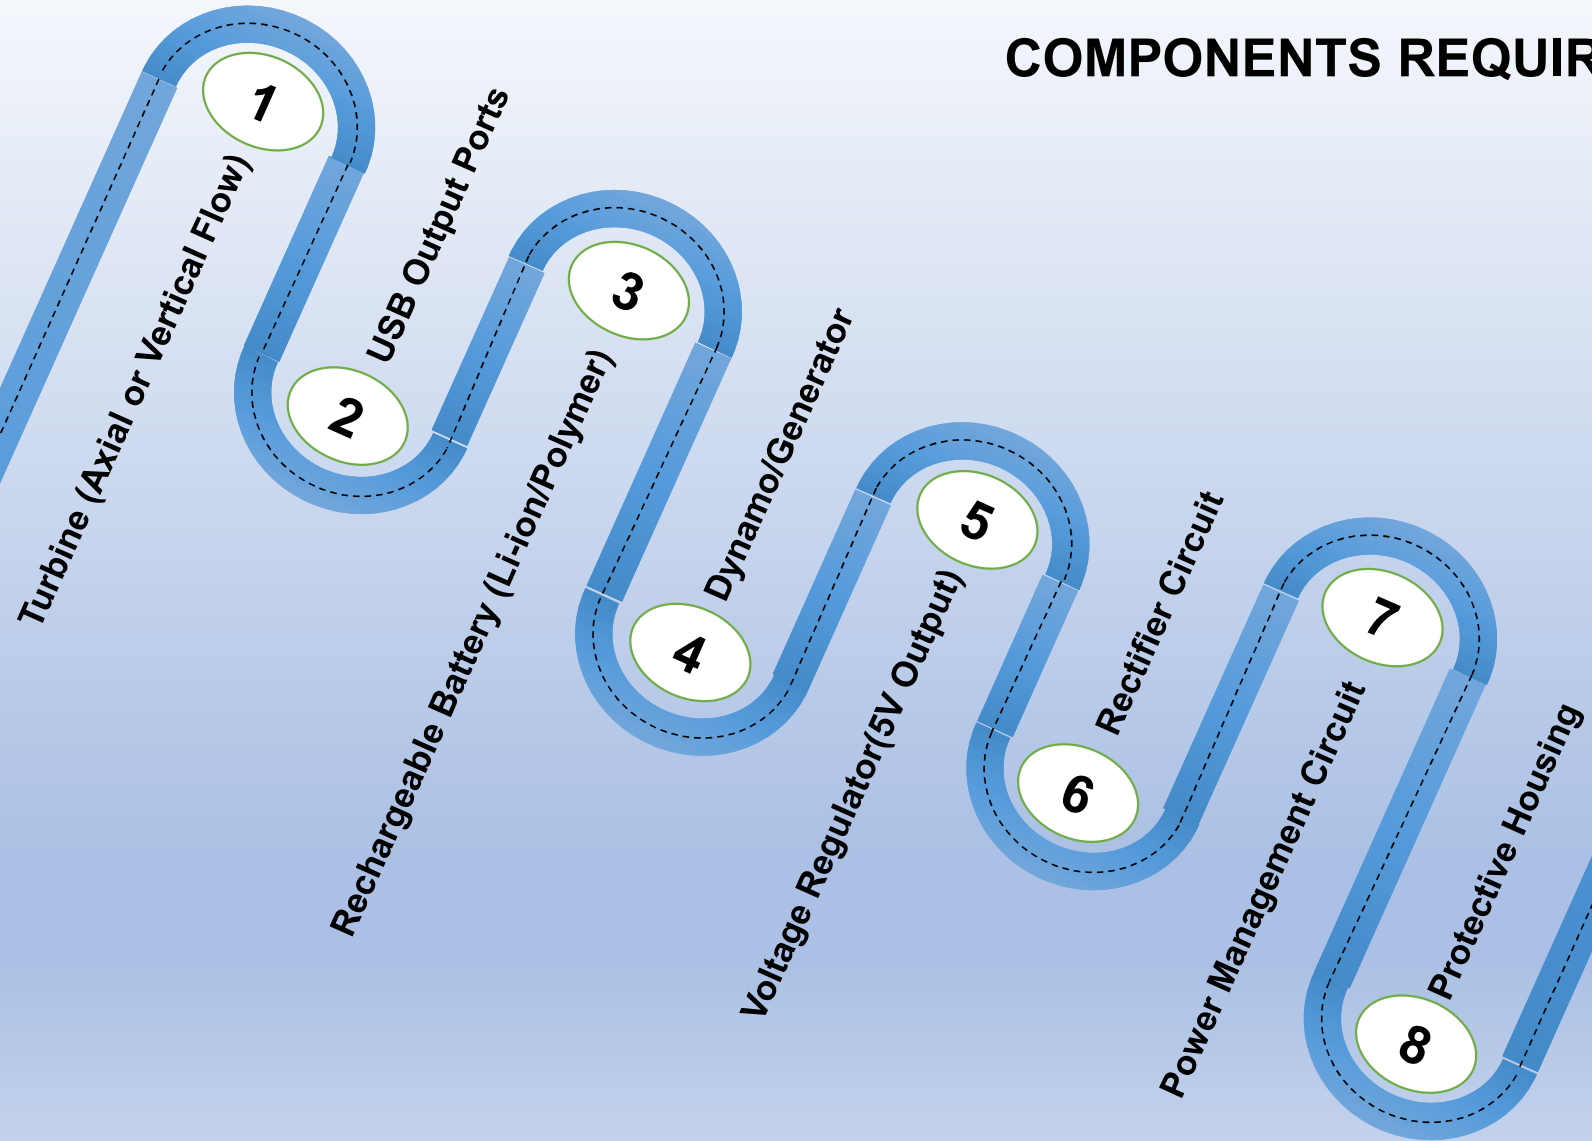 COMPONENTS REQUIR
1
Turbine (Axial or Vertical Flow)
2
USB Output Ports
3
Rechargeable Battery (Li-ion/Polymer)
4
Dynamo/Generator
5
Voltage Regulator(5V Output)
6
Rectifier Circuit
7
Power Management Circuit
8
Protective Housing